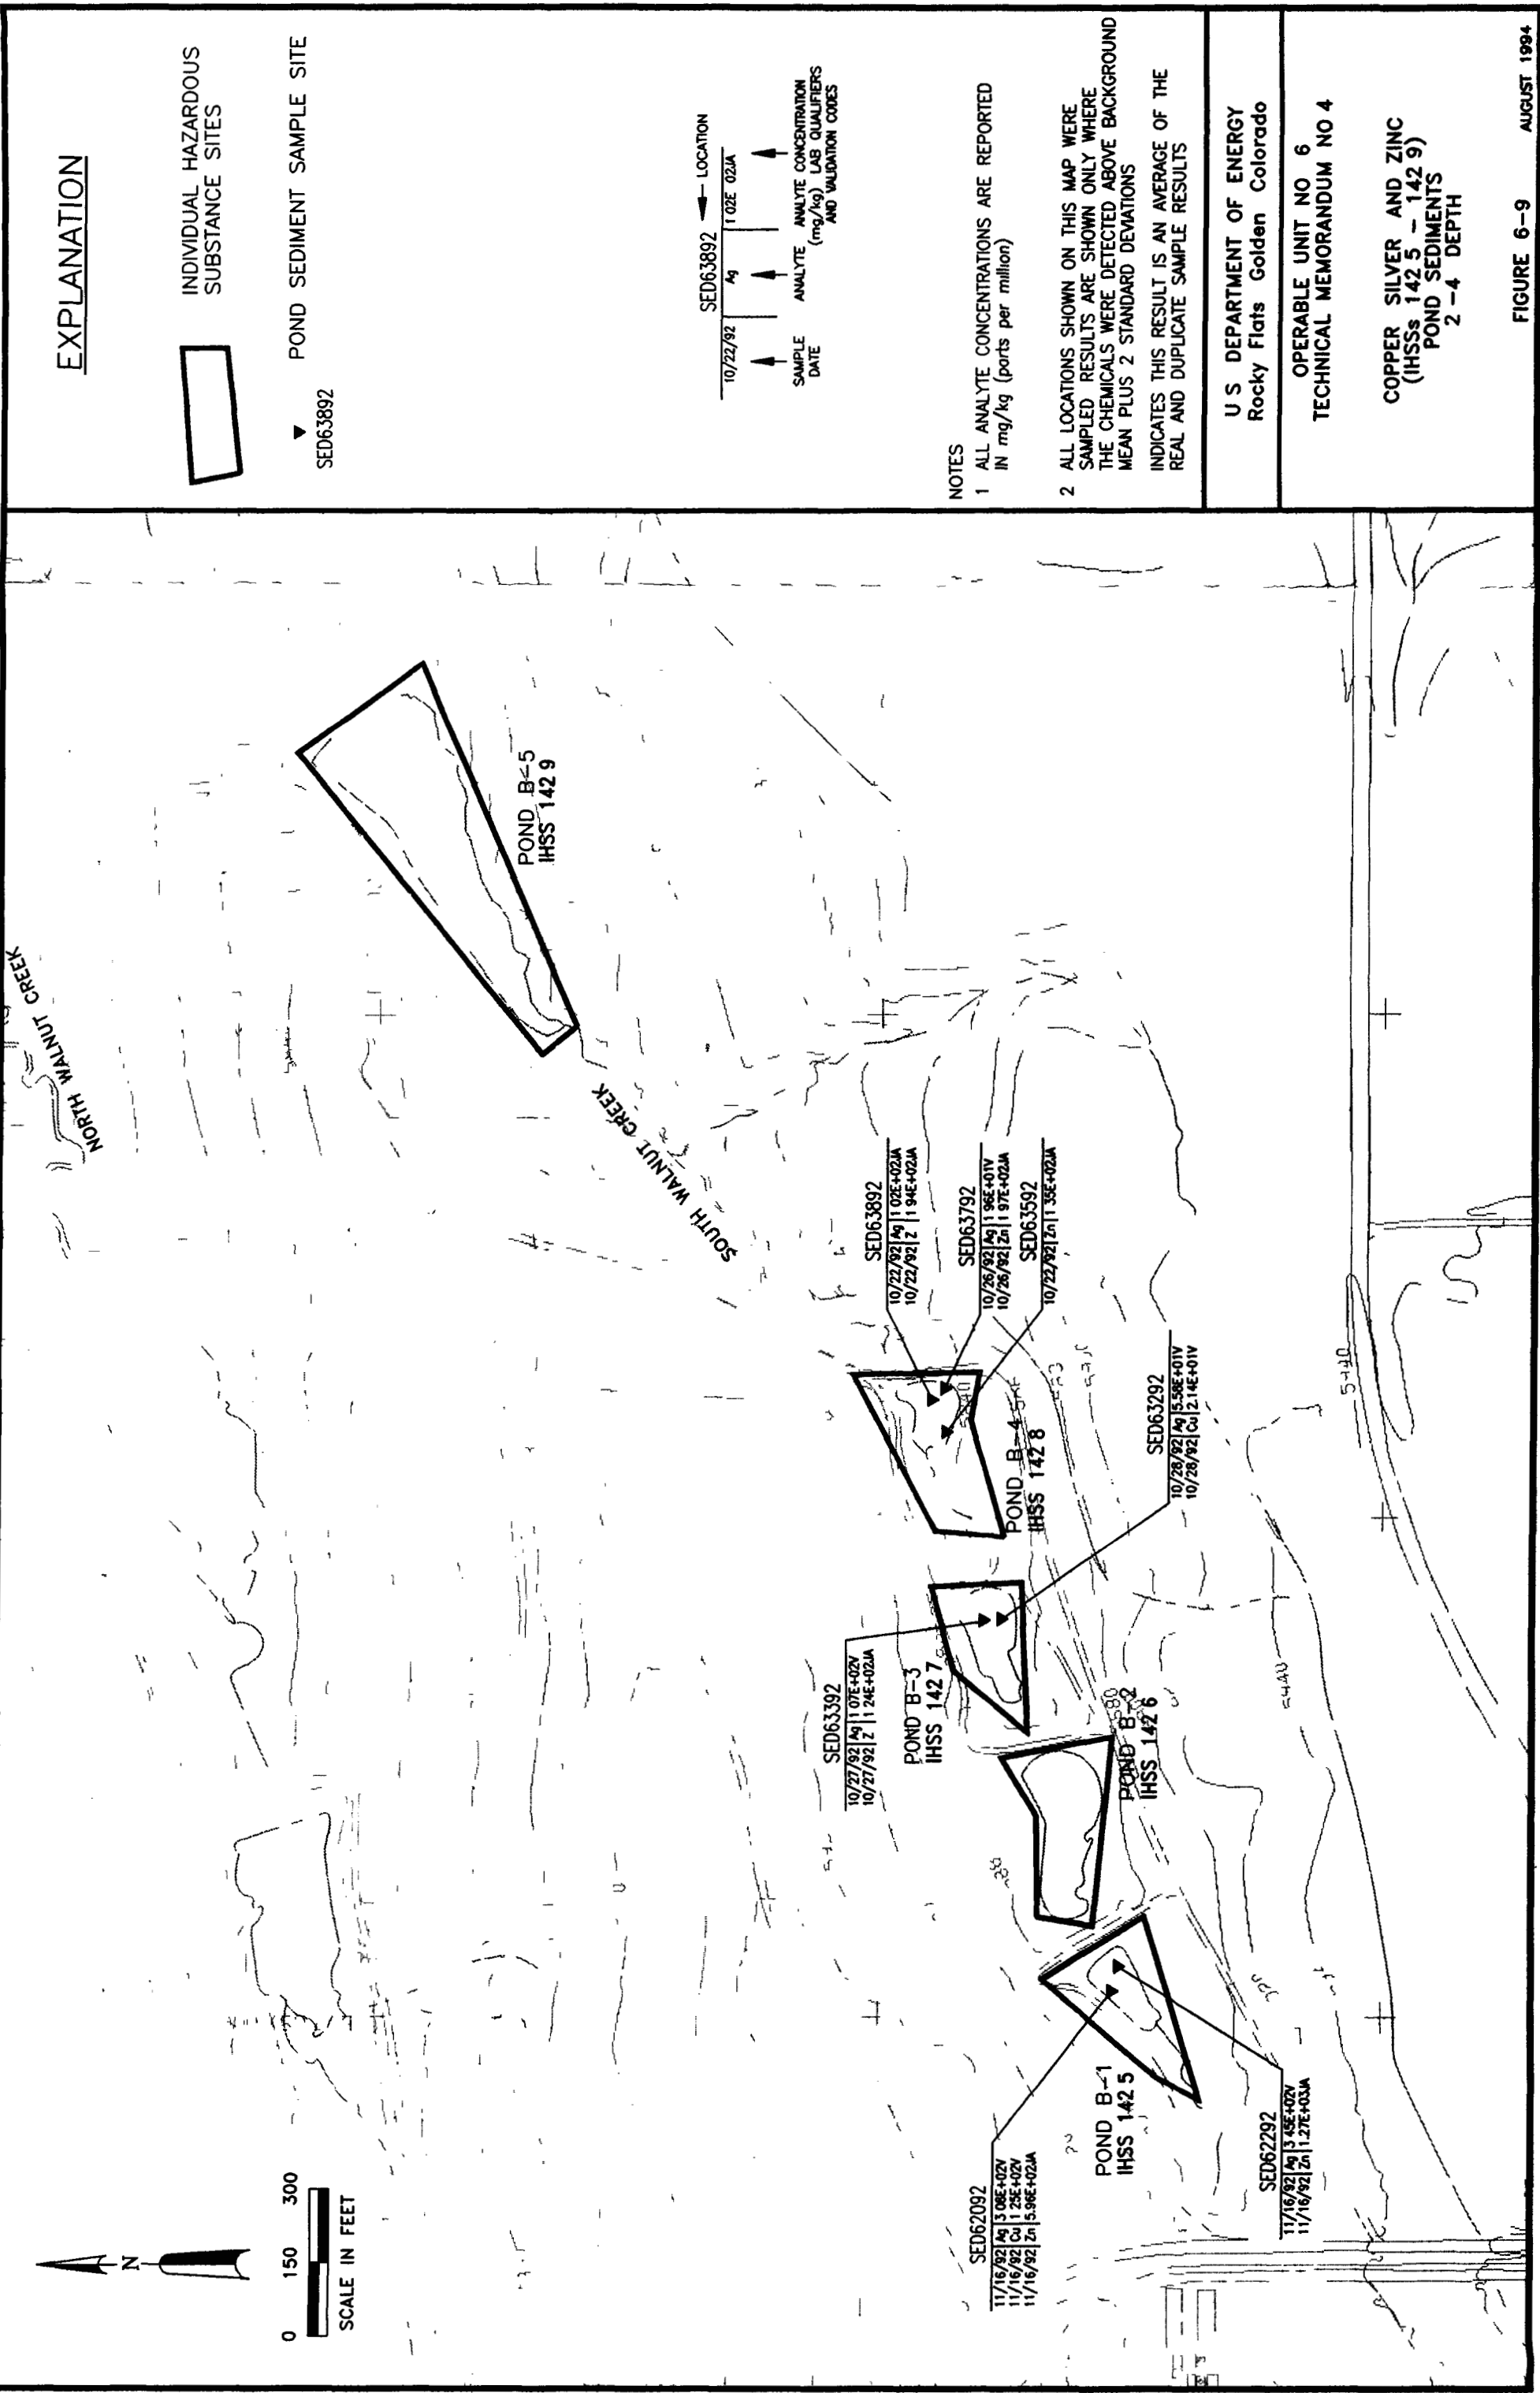 EXPLANATION
INDIVIDUAL HAZARDOUS
SUBSTANCE SITES
SED63892
POND SEDIMENT SAMPLE SITE
SED63892
LOCATION
10/22/92 Ag 1 02E 02JA
SAMPLE
DATE
ANALYTE
ANALYTE CONCENTRATION
(mg/kg) LAB QUALIFIERS
AND VALIDATION CODES
NOTES
1 ALL ANALYTE CONCENTRATIONS ARE REPORTED
IN mg/kg (parts per million)
2 ALL LOCATIONS SHOWN ON THIS MAP WERE
SAMPLED RESULTS ARE SHOWN ONLY WHERE
THE CHEMICALS WERE DETECTED ABOVE BACKGROUND
MEAN PLUS 2 STANDARD DEVIATIONS
INDICATES THIS RESULT IS AN AVERAGE OF THE
REAL AND DUPLICATE SAMPLE RESULTS
U S DEPARTMENT OF ENERGY
Rocky Flats Golden Colorado
OPERABLE UNIT NO 6
TECHNICAL MEMORANDUM NO 4
COPPER SILVER AND ZINC
(IHSSs 142 5 - 142 9)
POND SEDIMENTS
2 -4 DEPTH
FIGURE 6-9
AUGUST 1994
N
0 150 300
SCALE IN FEET
NORTH WALNUT CREEK
SOUTH WALNUT CREEK
POND B-5
IHSS 142 9
SED63892
10/22/92 Ag 1 02E+02JA
10/22/92 Z 1 94E+02JA
SED63792
10/26/92 Ag 1 96E+01V
10/26/92 Zn 1 97E+02JA
SED63592
10/22/92 Zn 1 35E+02JA
POND B-4
IHSS 142 8
SED63292
10/28/92 Ag 5.58E+01V
10/28/92 Cu 2.14E+01V
SED63392
10/27/92 Ag 1 07E+02V
10/27/92 Z 1 24E+02JA
POND B-3
IHSS 142 7
POND B-2
IHSS 142 6
SED62092
11/16/92 Ag 3 08E+02V
11/16/92 Cu 1 25E+02V
11/16/92 Zn 5.96E+02JA
POND B-1
IHSS 142 5
SED62292
11/16/92 Ag 3 45E+02V
11/16/92 Zn 1.27E+03JA
5440
5440